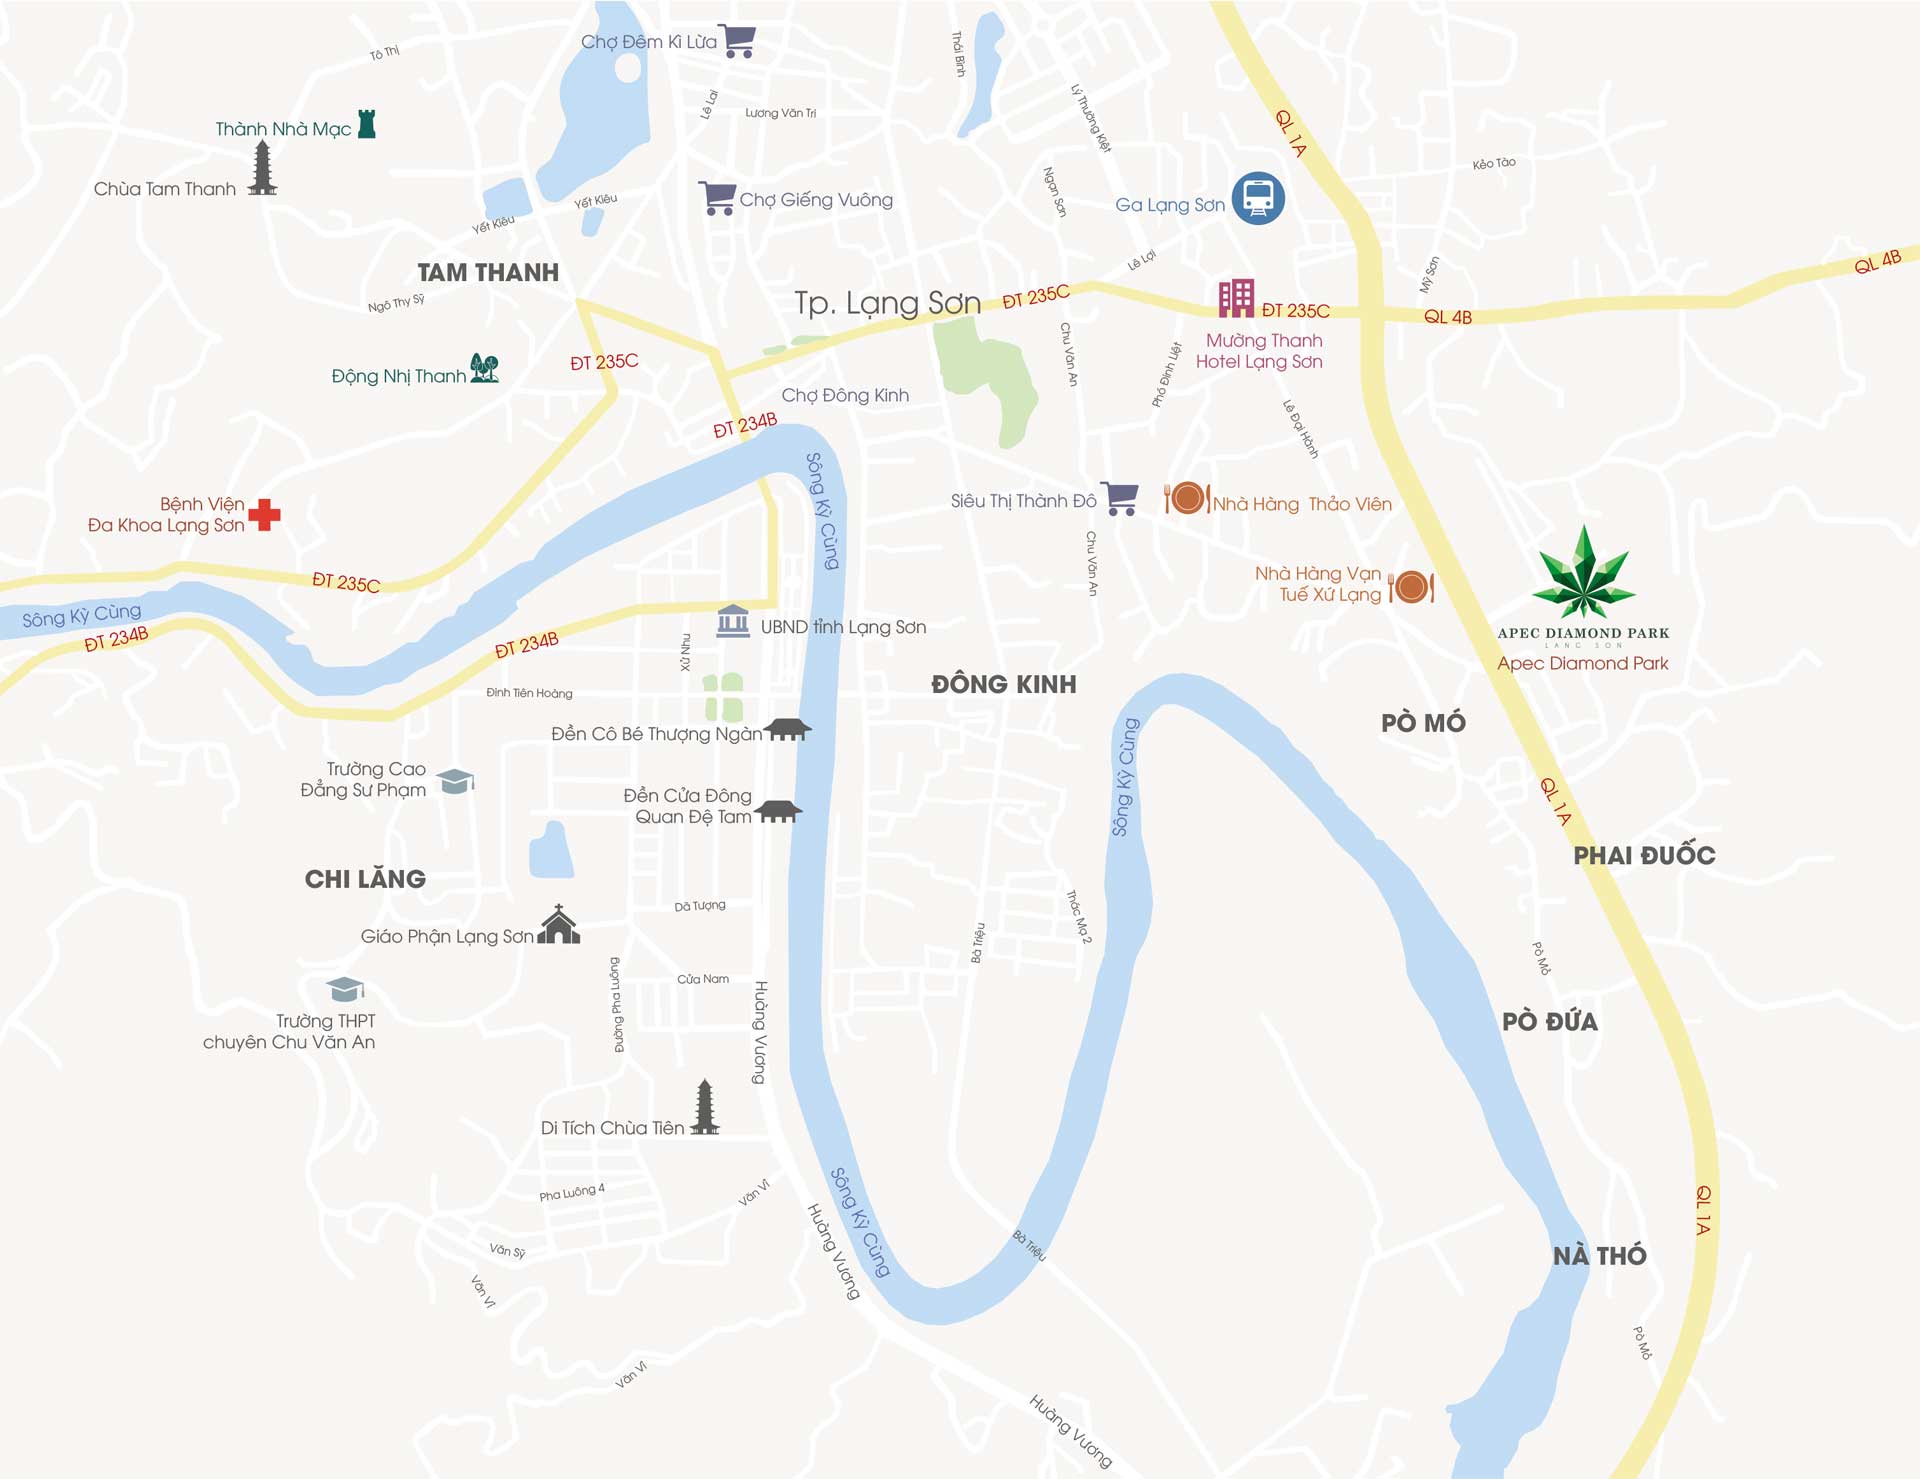 Chợ Đêm Kì Lừa
Tô Thị
Thái Bình
Lê Lai
Lương Văn Tri
Lý Thường Kiệt
QL 1A
Thành Nhà Mạc
Kẻo Tào
Chùa Tam Thanh
Yết Kiêu
Yết Kiêu
Chợ Giếng Vuông
Ngạn Sơn
Ga Lạng Sơn
TAM THANH
Lê Lợi
Mỹ Sơn
QL 4B
Ngô Thy Sỹ
Tp. Lạng Sơn
ĐT 235C
ĐT 235C
QL 4B
Mường Thanh
Hotel Lạng Sơn
Động Nhị Thanh
ĐT 235C
Chu Văn An
Phó Đình Liệt
Chợ Đông Kinh
ĐT 234B
Lê Đại Hành
Sông Kỳ Cùng
Bệnh Viện
Đa Khoa Lạng Sơn
Siêu Thị Thành Đô
Nhà Hàng Thảo Viên
Chu Văn An
ĐT 235C
Nhà Hàng Vạn
Tuế Xứ Lạng
Sông Kỳ Cùng
ĐT 234B
ĐT 234B
UBND tỉnh Lạng Sơn
Xứ Nhu
APEC DIAMOND PARK
LANG SON
Apec Diamond Park
Đinh Tiên Hoàng
ĐÔNG KINH
PÒ MÓ
Đền Cô Bé Thượng Ngàn
Sông Kỳ Cùng
Trường Cao
Đẳng Sư Phạm
Đền Cửa Đông
Quan Đệ Tam
QL 1A
PHAI ĐUỐC
CHI LĂNG
Dã Tượng
Thác Mạ 2
Giáo Phận Lạng Sơn
Bà Triệu
Pò Mỏ
Cửa Nam
Đường Pha Luông
Huàng Vương
Trường THPT
chuyên Chu Văn An
PÒ ĐỨA
Di Tích Chùa Tiên
Pha Luông 4
Văn Vỉ
Sông Kỳ Cùng
Huàng Vương
QL 1A
Văn Sỹ
Bà Triệu
NÀ THÓ
Văn Vỉ
Pò Mỏ
Văn Vỉ
Huàng Vương